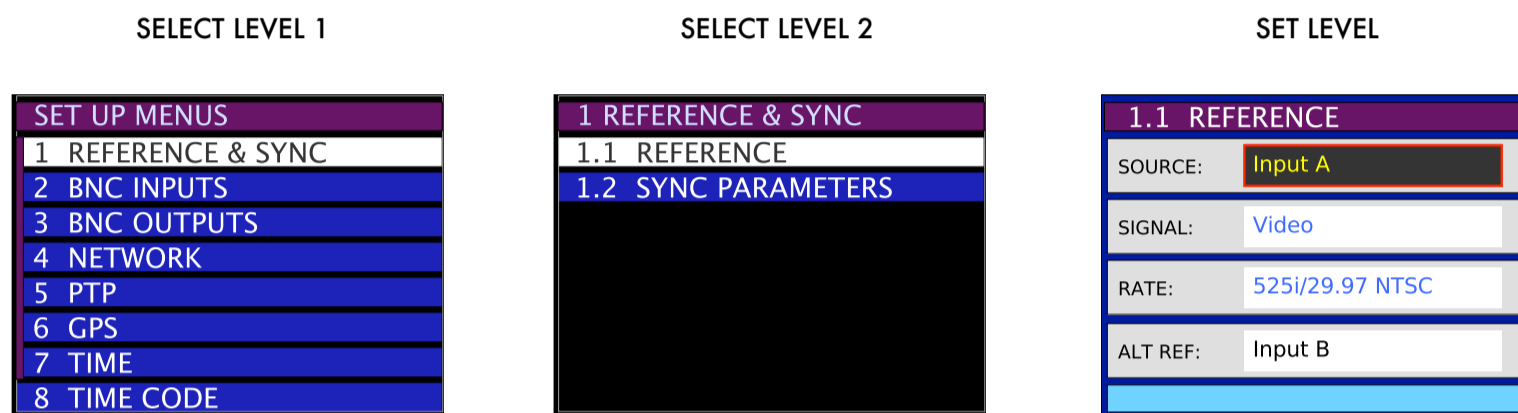 SELECT LEVEL 1
SET UP MENUS
1 REFERENCE & SYNC
2 BNC INPUTS
3 BNC OUTPUTS
4 NETWORK
5 PTP
6 GPS
7 TIME
8 TIME CODE
SELECT LEVEL 2
1 REFERENCE & SYNC
1.1 REFERENCE
1.2 SYNC PARAMETERS
SET LEVEL
1.1 REFERENCE
SOURCE: Input A
SIGNAL: Video
RATE: 525i/29.97 NTSC
ALT REF: Input B